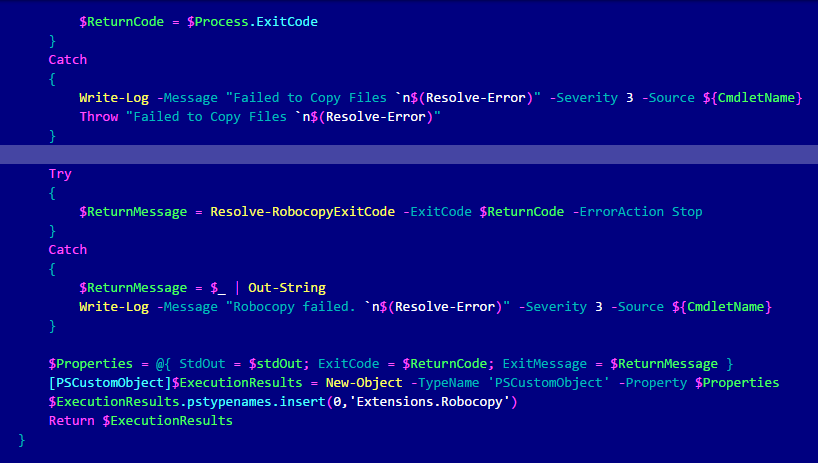 $ReturnCode = $Process.ExitCode
}
Catch
{
Write-Log -Message "Failed to Copy Files `n$(Resolve-Error)" -Severity 3 -Source ${CmdletName}
Throw "Failed to Copy Files `n$(Resolve-Error)"
}
Try
{
$ReturnMessage = Resolve-RobocopyExitCode -ExitCode $ReturnCode -ErrorAction Stop
}
Catch
{
$ReturnMessage = $_ | Out-String
Write-Log -Message "Robocopy failed. `n$(Resolve-Error)" -Severity 3 -Source ${CmdletName}
}
$Properties = @{ StdOut = $stdOut; ExitCode = $ReturnCode; ExitMessage = $ReturnMessage }
[PSCustomObject]$ExecutionResults = New-Object -TypeName 'PSCustomObject' -Property $Properties
$ExecutionResults.pstypenames.insert(0,'Extensions.Robocopy')
Return $ExecutionResults
}